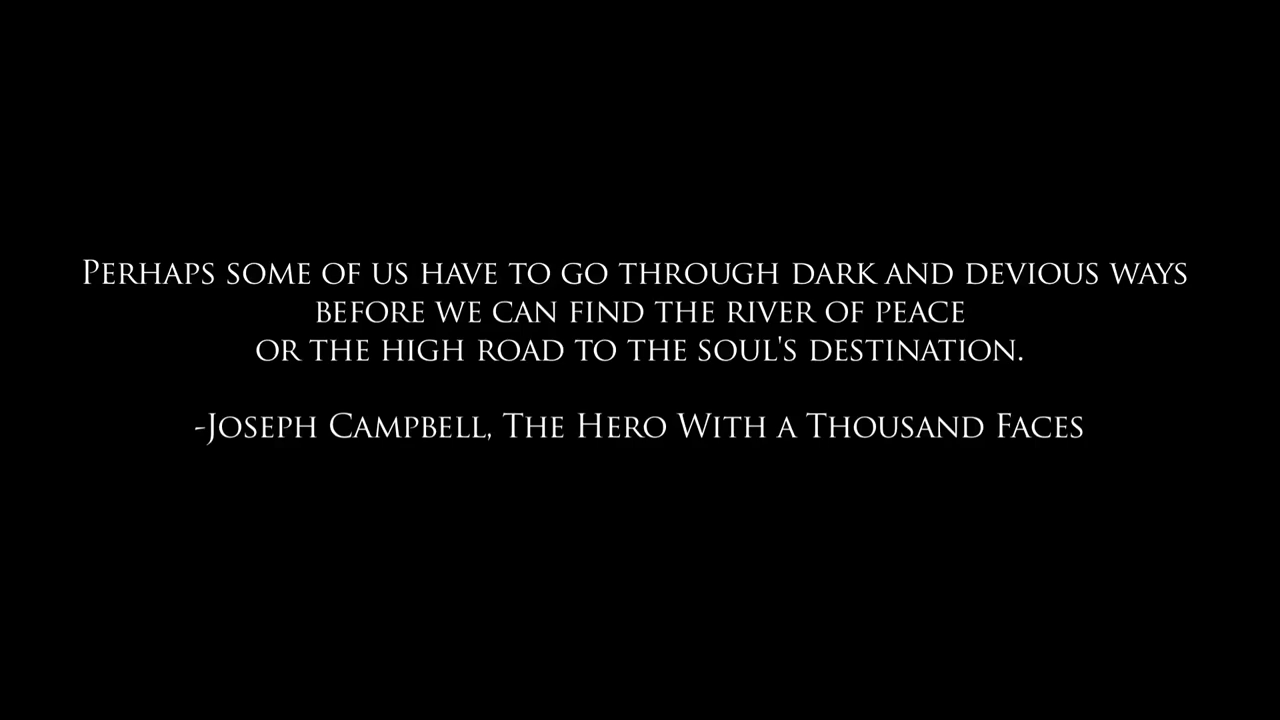 Perhaps some of us have to go through dark and devious ways
before we can find the river of peace
or the high road to the soul's destination.
-Joseph Campbell, The Hero With a Thousand Faces